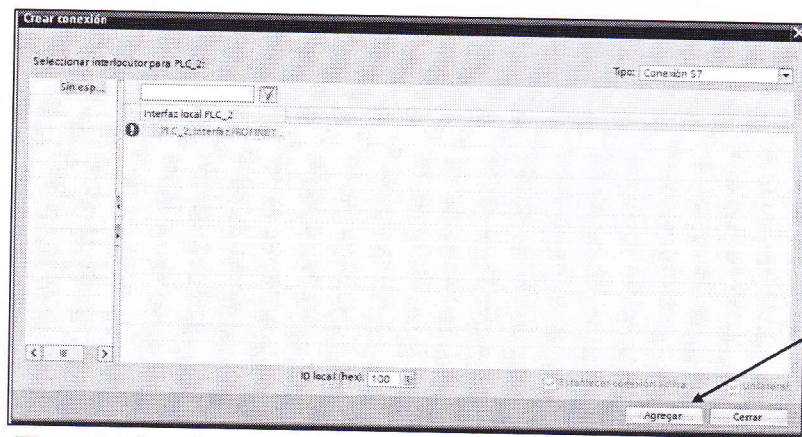 Crear conexión
Seleccionar interlocutor para PLC_2:
Tipo: Conexión S7
Sin esp...
Interfaz local PLC_2
PLC_2, Interfaz PROFINET...
ID local (hex): 100
Establecer conexión activa
Unilateral
Agregar
Cerrar